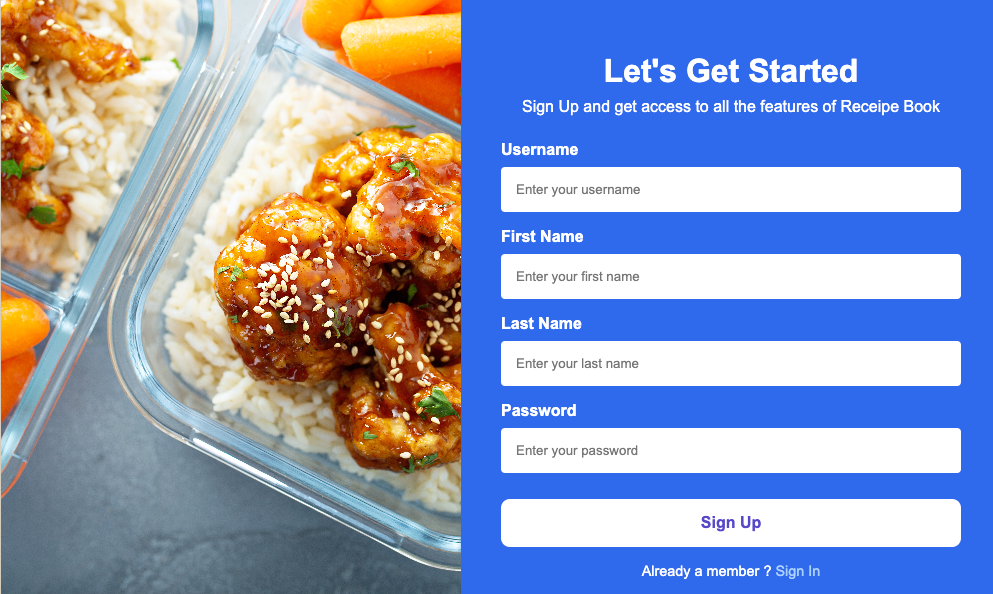 Let's Get Started
Sign Up and get access to all the features of Receipe Book
Username
Enter your username
First Name
Enter your first name
Last Name
Enter your last name
Password
Enter your password
Sign Up
Already a member ? Sign In